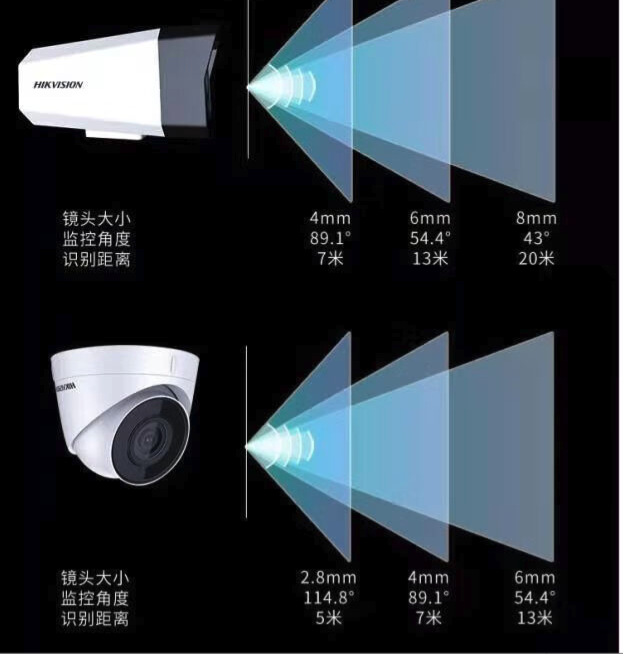 HIKVISION
镜头大小 4mm 6mm 8mm
监控角度 89.1° 54.4° 43°
识别距离 7米 13米 20米
HIKVISION
镜头大小 2.8mm 4mm 6mm
监控角度 114.8° 89.1° 54.4°
识别距离 5米 7米 13米